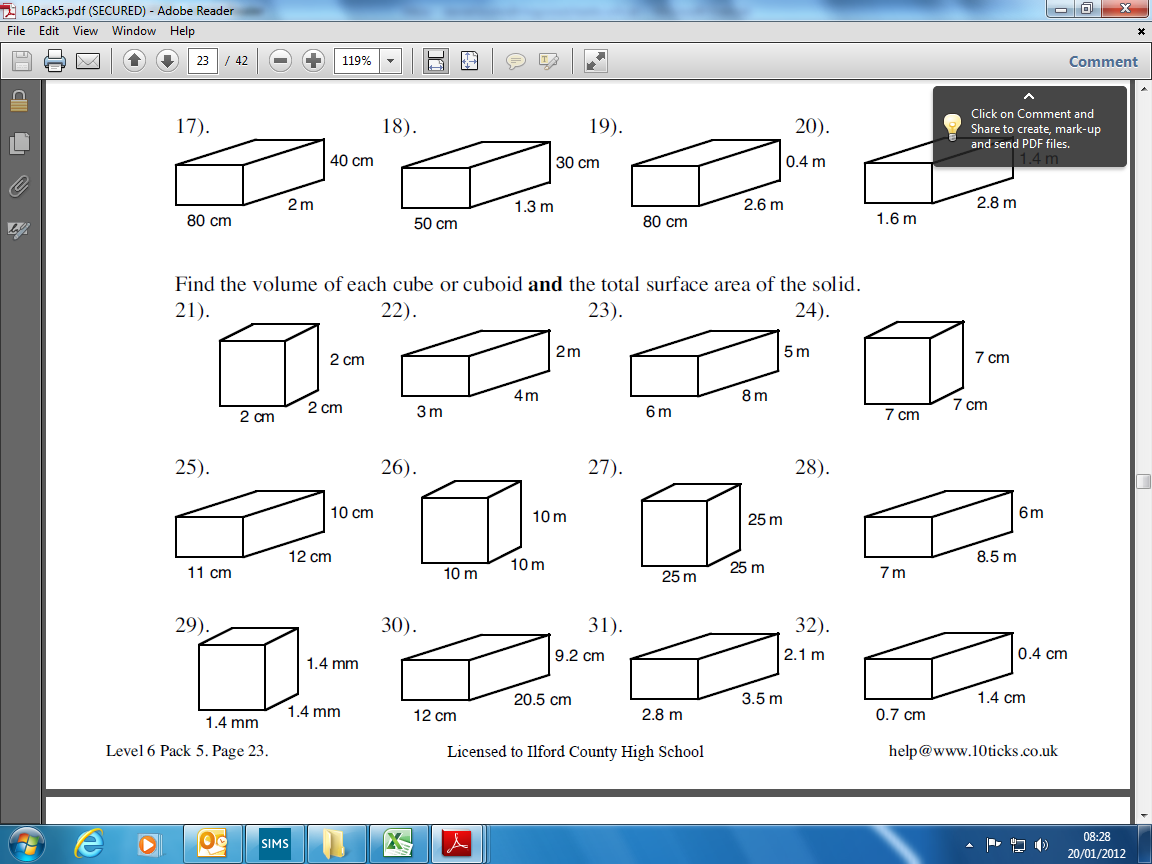 L6Pack5.pdf (SECURED) - Adobe Reader
File Edit View Window Help
23 / 42 119% Comment
Click on Comment and
Share to create, mark-up
and send PDF files.
17). 18). 19). 20).
40 cm 30 cm 0.4 m 1.4 m
2 m 1.3 m 2.6 m 2.8 m
80 cm 50 cm 80 cm 1.6 m
Find the volume of each cube or cuboid and the total surface area of the solid.
21). 22). 23). 24).
2 cm 2 m 5 m 7 cm
2 cm 4 m 8 m 7 cm
2 cm 3 m 6 m 7 cm
25). 26). 27). 28).
10 cm 10 m 25 m 6 m
12 cm 10 m 25 m 8.5 m
11 cm 10 m 25 m 7 m
29). 30). 31). 32).
1.4 mm 9.2 cm 2.1 m 0.4 cm
1.4 mm 20.5 cm 3.5 m 1.4 cm
1.4 mm 12 cm 2.8 m 0.7 cm
Level 6 Pack 5. Page 23. Licensed to Ilford County High School help@www.10ticks.co.uk
SIMS
08:28
20/01/2012